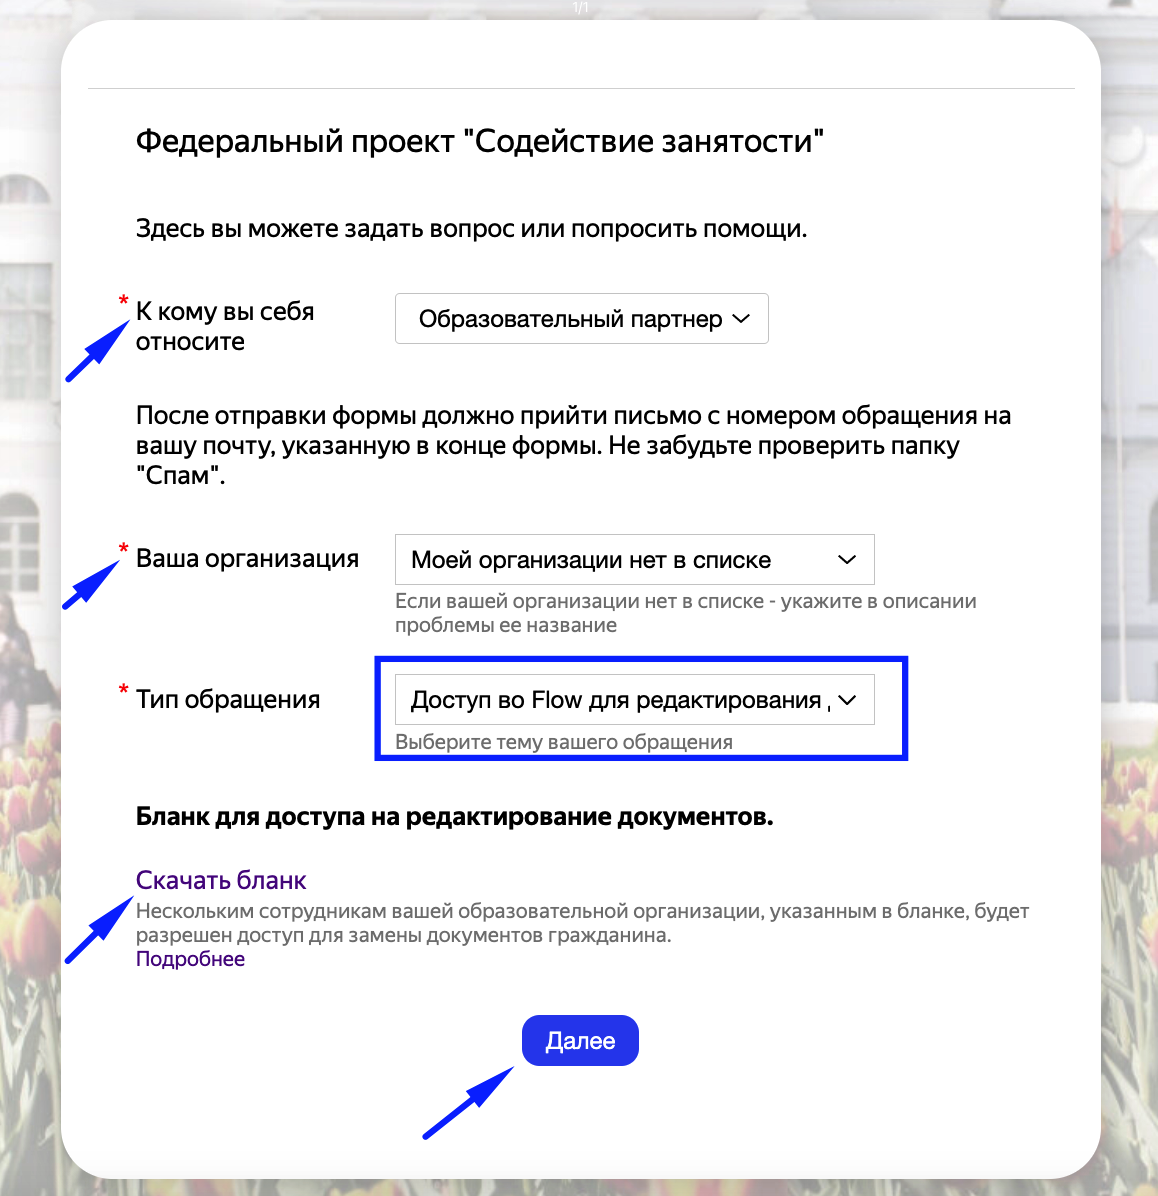 1/1
Федеральный проект "Содействие занятости"
Здесь вы можете задать вопрос или попросить помощи.
* К кому вы себя
относите
Образовательный партнер
После отправки формы должно прийти письмо с номером обращения на
вашу почту, указанную в конце формы. Не забудьте проверить папку
"Спам".
* Ваша организация
Моей организации нет в списке
Если вашей организации нет в списке - укажите в описании
проблемы ее название
* Тип обращения
Доступ во Flow для редактирования
Выберите тему вашего обращения
Бланк для доступа на редактирование документов.
Скачать бланк
Нескольким сотрудникам вашей образовательной организации, указанным в бланке, будет
разрешен доступ для замены документов гражданина.
Подробнее
Далее